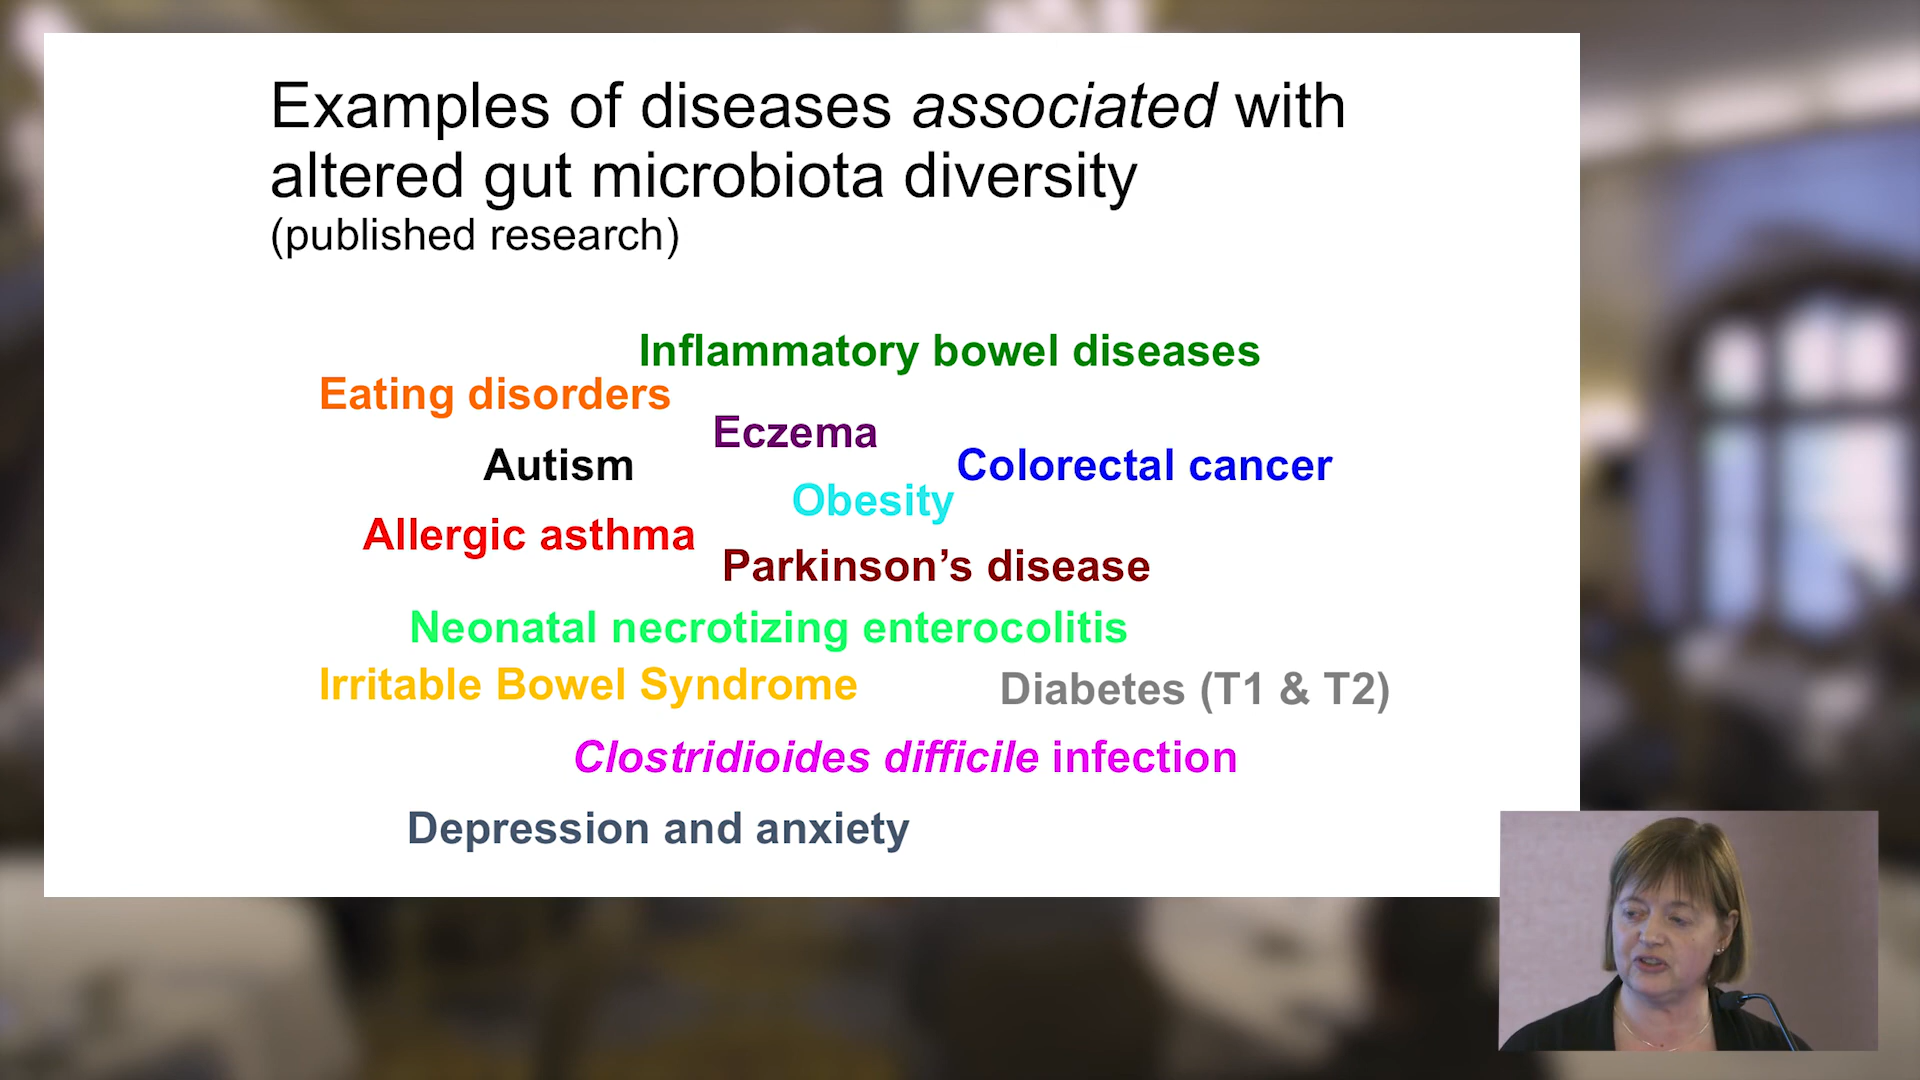 Examples of diseases associated with
altered gut microbiota diversity
(published research)
Inflammatory bowel diseases
Eating disorders
Eczema
Autism
Colorectal cancer
Obesity
Allergic asthma
Parkinson’s disease
Neonatal necrotizing enterocolitis
Irritable Bowel Syndrome
Diabetes (T1 & T2)
Clostridioides difficile infection
Depression and anxiety